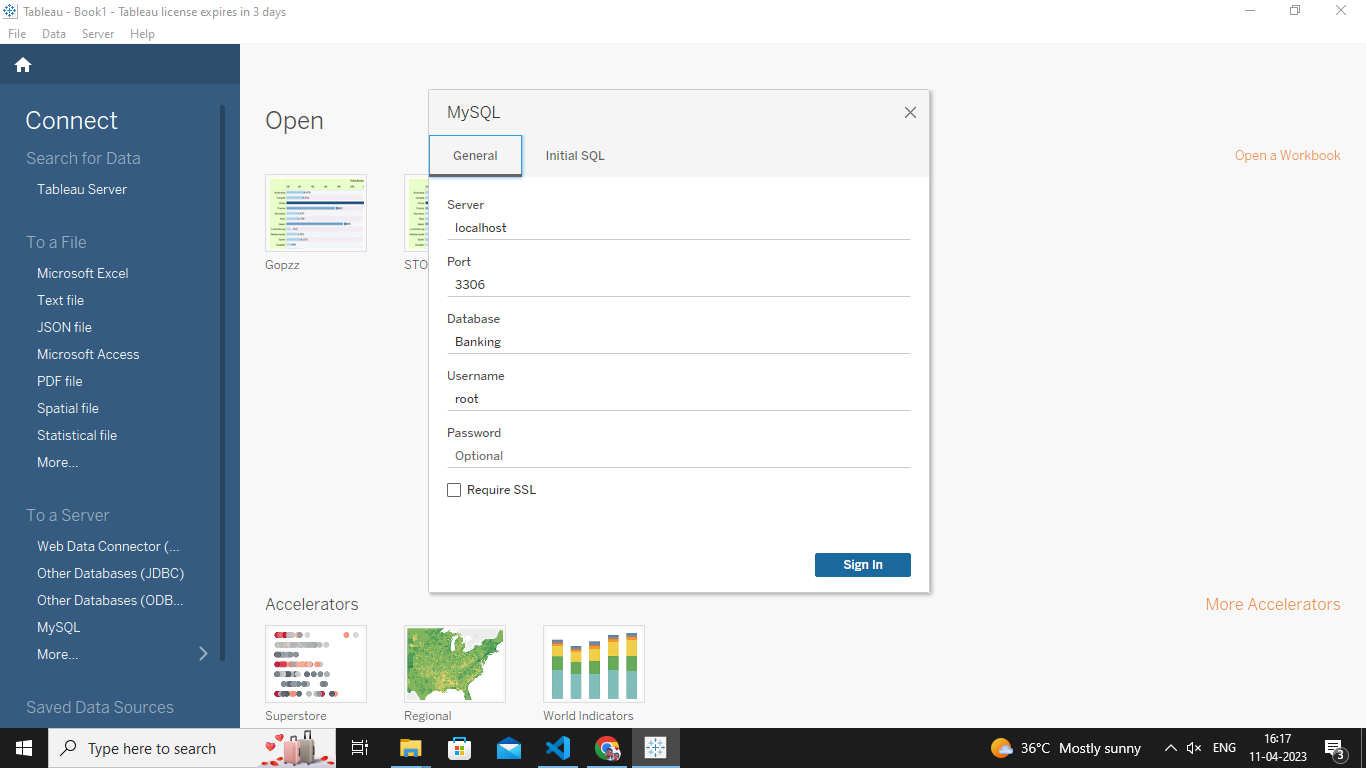 Tableau - Book1 - Tableau license expires in 3 days
File Data Server Help
Connect
Search for Data
Tableau Server
To a File
Microsoft Excel
Text file
JSON file
Microsoft Access
PDF file
Spatial file
Statistical file
More...
To a Server
Web Data Connector (...
Other Databases (JDBC)
Other Databases (ODB...
MySQL
More...
Saved Data Sources
Open
Open a Workbook
Gopzz
STO
MySQL
General Initial SQL
Server
localhost
Port
3306
Database
Banking
Username
root
Password
Optional
Require SSL
Sign In
Accelerators
More Accelerators
Superstore
Regional
World Indicators
Type here to search
36°C Mostly sunny
ENG
16:17
11-04-2023
3